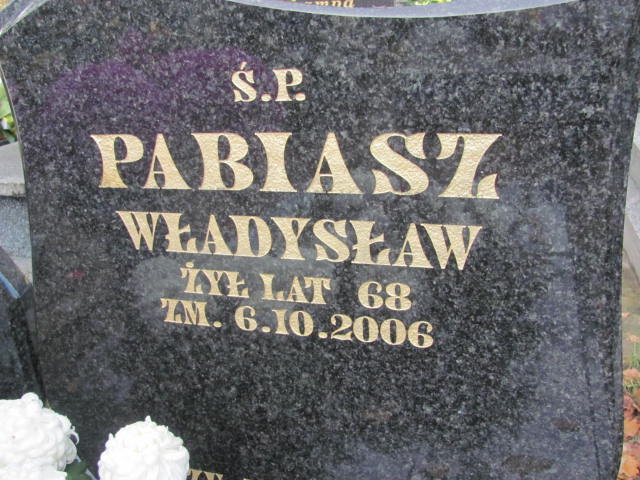 Ś.P.
PABIASZ
WŁADYSŁAW
ŻYŁ LAT 68
ZM. 6.10.2006